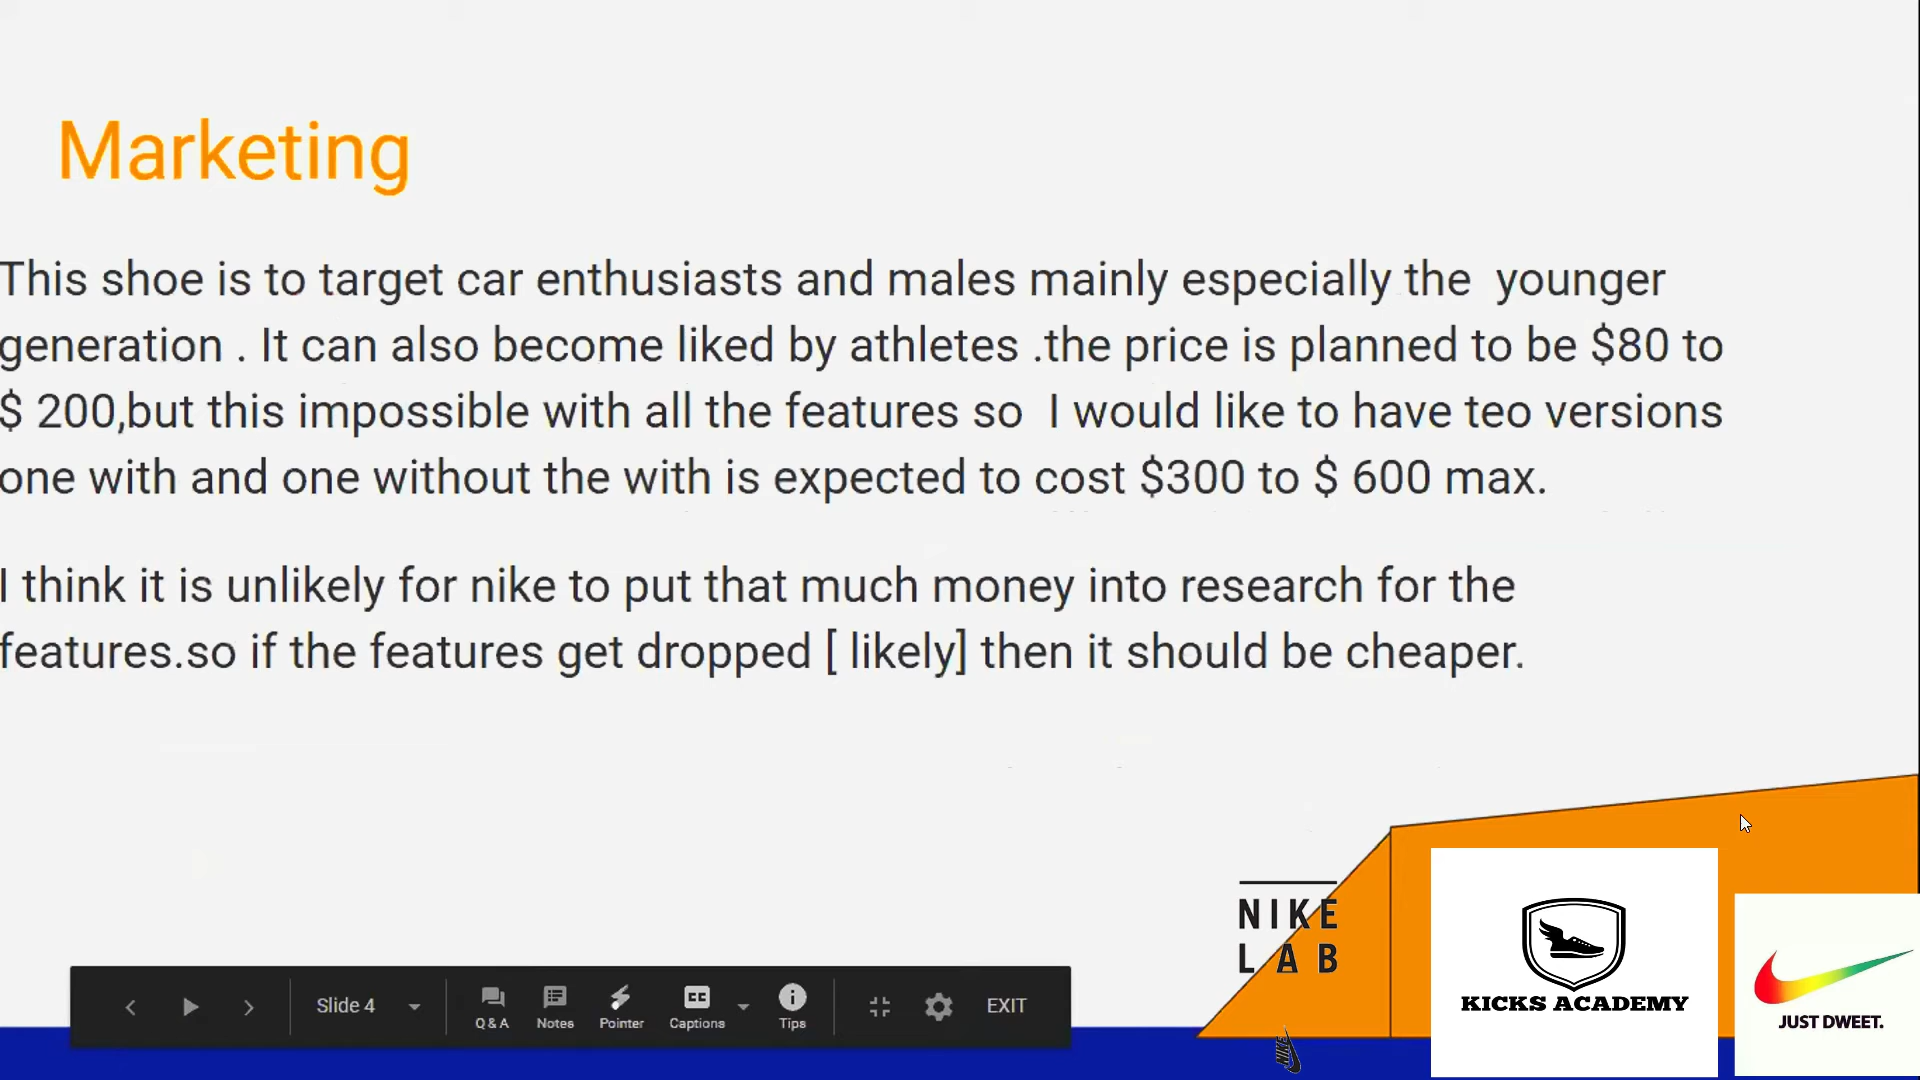 Marketing
This shoe is to target car enthusiasts and males mainly especially the  younger
generation . It can also become liked by athletes .the price is planned to be $80 to
$ 200,but this impossible with all the features so  I would like to have teo versions
one with and one without the with is expected to cost $300 to $ 600 max.
I think it is unlikely for nike to put that much money into research for the
features.so if the features get dropped [ likely] then it should be cheaper.
NIKE
LAB
KICKS ACADEMY
JUST DWEET.
NIKE
Slide 4
Q & A
Notes
Pointer
CC
Captions
Tips
EXIT